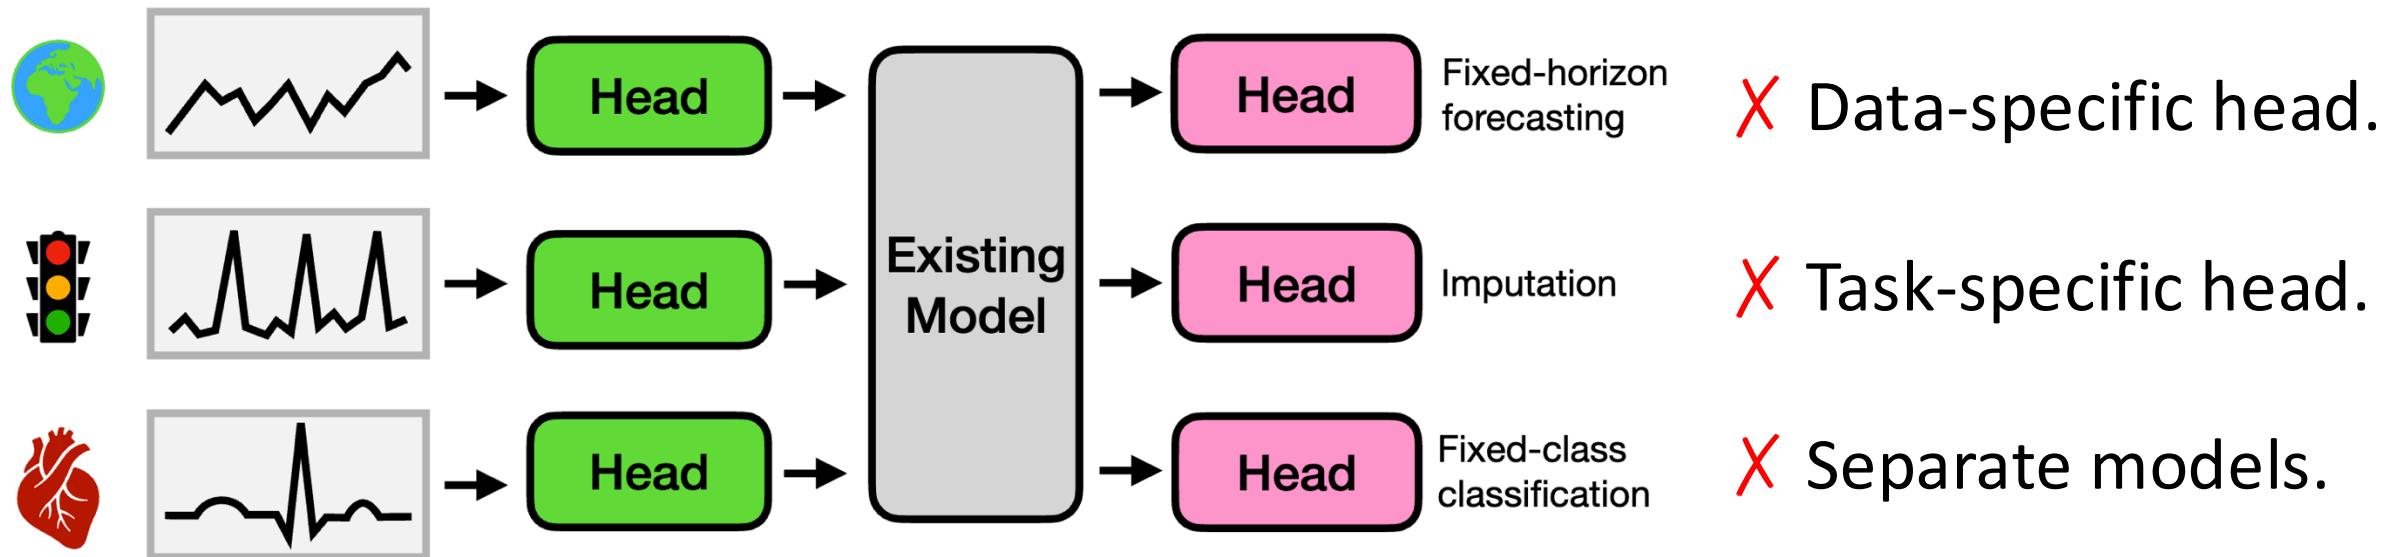 Head
Head
Fixed-horizon
forecasting
✗ Data-specific head.
Head
Existing
Model
Head
Imputation
✗ Task-specific head.
Head
Head
Fixed-class
classification
✗ Separate models.